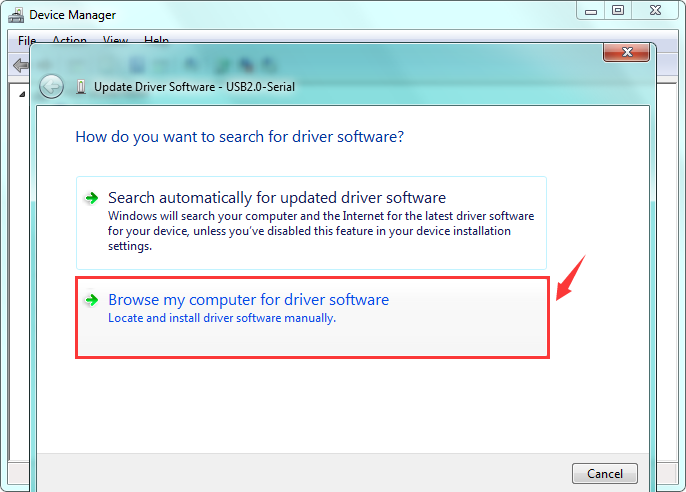 Device Manager
File Action View Help
Update Driver Software - USB2.0-Serial
How do you want to search for driver software?
Search automatically for updated driver software
Windows will search your computer and the Internet for the latest driver software
for your device, unless you've disabled this feature in your device installation
settings.
Browse my computer for driver software
Locate and install driver software manually.
Cancel